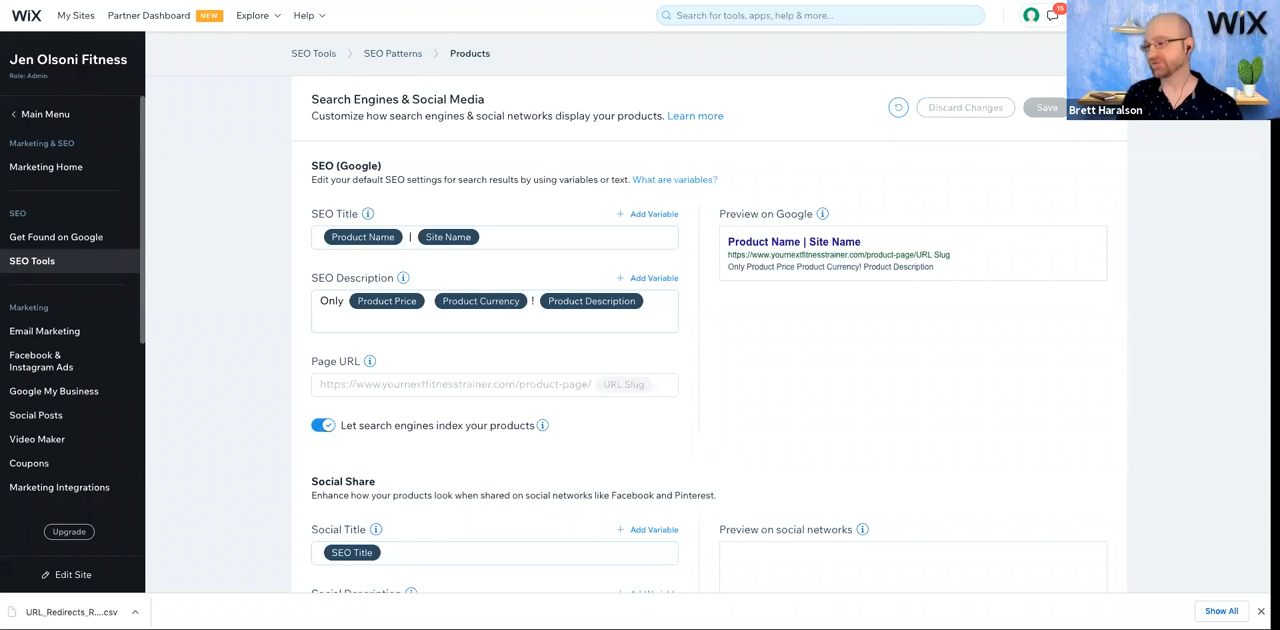 WiX My Sites Partner Dashboard NEW Explore Help Search for tools, apps, help & more... 15
WiX
Brett Haralson
Jen Olsoni Fitness
Role: Admin
Main Menu
Marketing & SEO
Marketing Home
SEO
Get Found on Google
SEO Tools
Marketing
Email Marketing
Facebook &
Instagram Ads
Google My Business
Social Posts
Video Maker
Coupons
Marketing Integrations
Upgrade
Edit Site
SEO Tools > SEO Patterns > Products
Search Engines & Social Media
Customize how search engines & social networks display your products. Learn more
Discard Changes Save
SEO (Google)
Edit your default SEO settings for search results by using variables or text. What are variables?
SEO Title + Add Variable
Product Name | Site Name
SEO Description + Add Variable
Only Product Price Product Currency ! Product Description
Page URL
https://www.yournextfitnesstrainer.com/product-page/ URL Slug
Let search engines index your products
Preview on Google
Product Name | Site Name
https://www.yournextfitnesstrainer.com/product-page/URL Slug
Only Product Price Product Currency! Product Description
Social Share
Enhance how your products look when shared on social networks like Facebook and Pinterest.
Social Title + Add Variable
SEO Title
Social Description + Add Variable
Preview on social networks
URL_Redirects_R....csv Show All